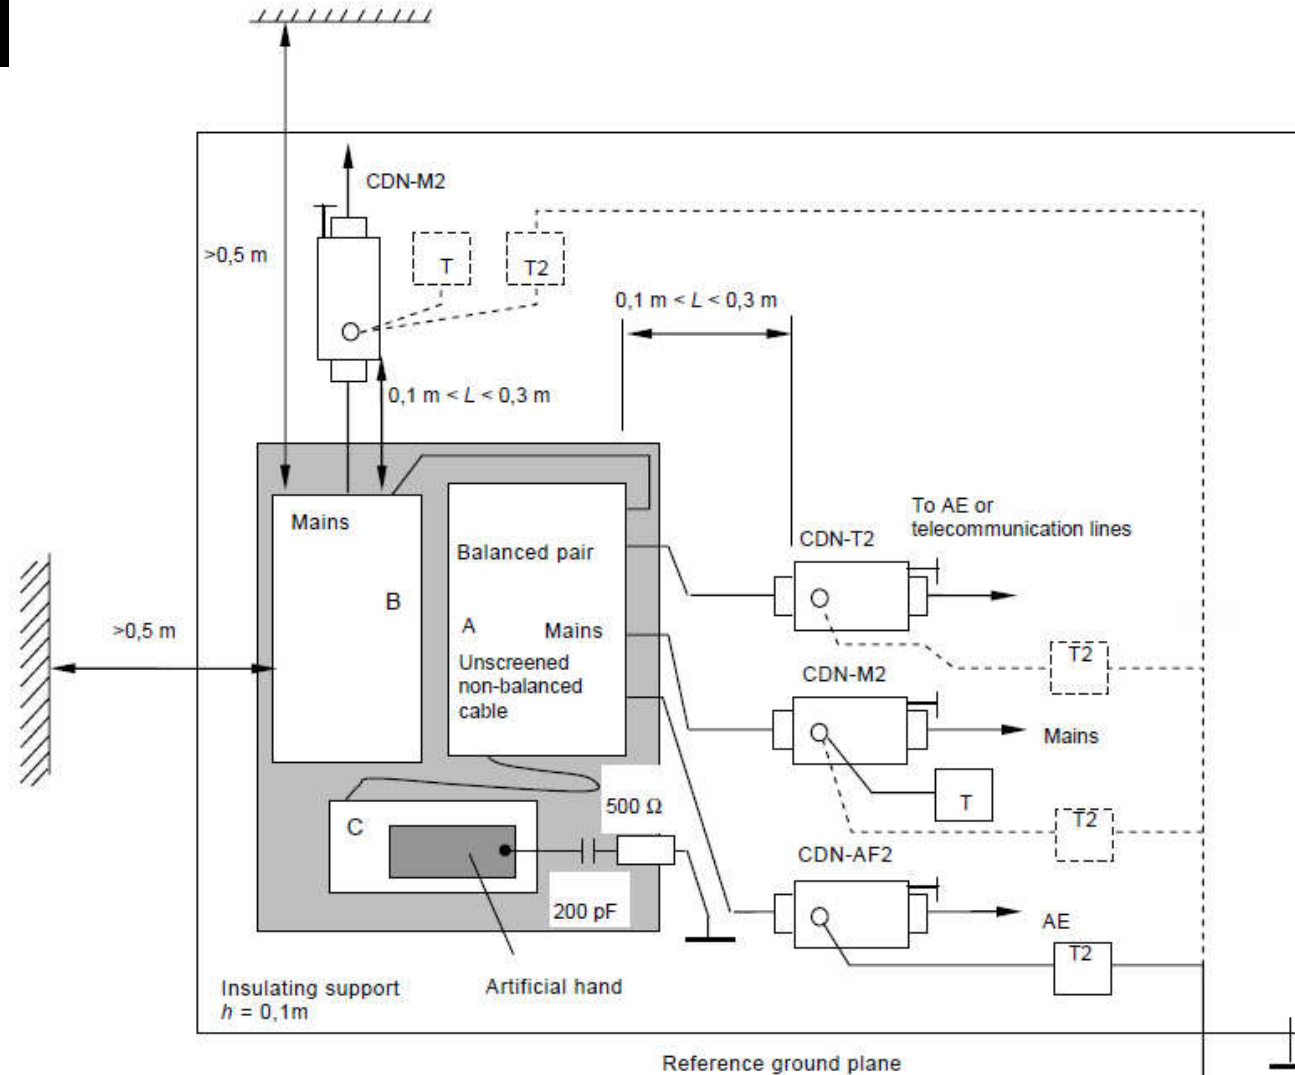 CDN-M2
>0,5 m
T
T2
0,1 m < L < 0,3 m
0,1 m < L < 0,3 m
Mains
B
Balanced pair
A
Mains
Unscreened
non-balanced
cable
To AE or
telecommunication lines
CDN-T2
>0,5 m
T2
CDN-M2
Mains
T
T2
C
500 Ω
200 pF
CDN-AF2
AE
T2
Artificial hand
Insulating support
h = 0,1m
Reference ground plane